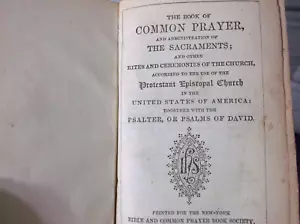 THE BOOK OF
COMMON PRAYER,
AND ADMINISTRATION OF
THE SACRAMENTS;
AND OTHER
RITES AND CEREMONIES OF THE CHURCH,
ACCORDING TO THE USE OF THE
Protestant Episcopal Church
IN THE
UNITED STATES OF AMERICA:
TOGETHER WITH THE
PSALTER, OR PSALMS OF DAVID.
IHS
PRINTED FOR THE NEW-YORK
BIBLE AND COMMON PRAYER BOOK SOCIETY,